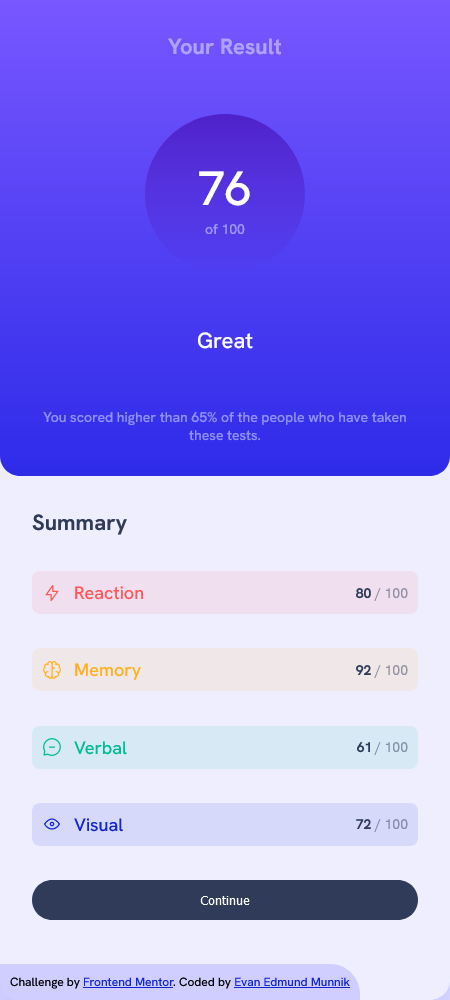 Your Result
76
of 100
Great
You scored higher than 65% of the people who have taken
these tests.
Summary
Reaction 80 / 100
Memory 92 / 100
Verbal 61 / 100
Visual 72 / 100
Continue
Challenge by Frontend Mentor. Coded by Evan Edmund Munnik